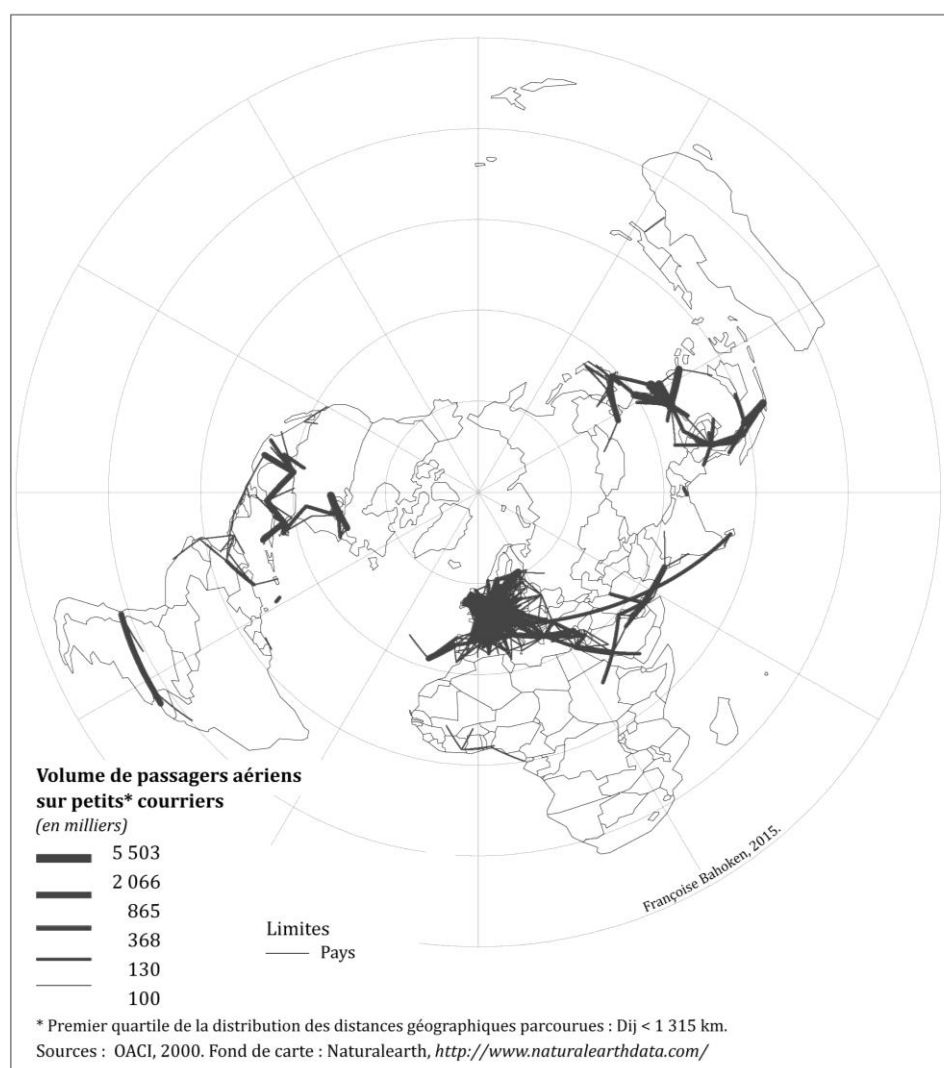 Françoise Bahoken, 2015.
Volume de passagers aériens
sur petits* courriers
(en milliers)
5 503
2 066
865
368
130
100
Limites
Pays
* Premier quartile de la distribution des distances géographiques parcourues : Dij < 1 315 km.
Sources : OACI, 2000. Fond de carte : Naturalearth, http://www.naturalearthdata.com/